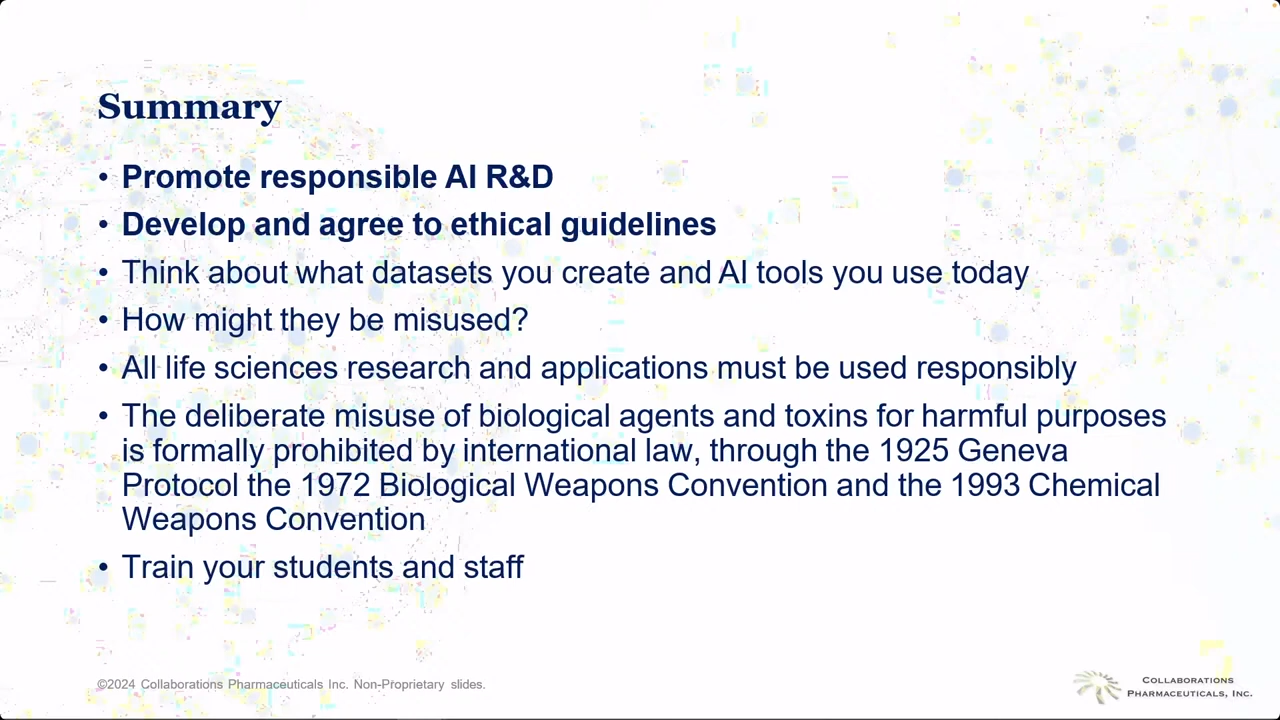 Summary
• Promote responsible AI R&D
• Develop and agree to ethical guidelines
• Think about what datasets you create and AI tools you use today
• How might they be misused?
• All life sciences research and applications must be used responsibly
• The deliberate misuse of biological agents and toxins for harmful purposes
is formally prohibited by international law, through the 1925 Geneva
Protocol the 1972 Biological Weapons Convention and the 1993 Chemical
Weapons Convention
• Train your students and staff
©2024 Collaborations Pharmaceuticals Inc. Non-Proprietary slides.
COLLABORATIONS
PHARMACEUTICALS, INC.